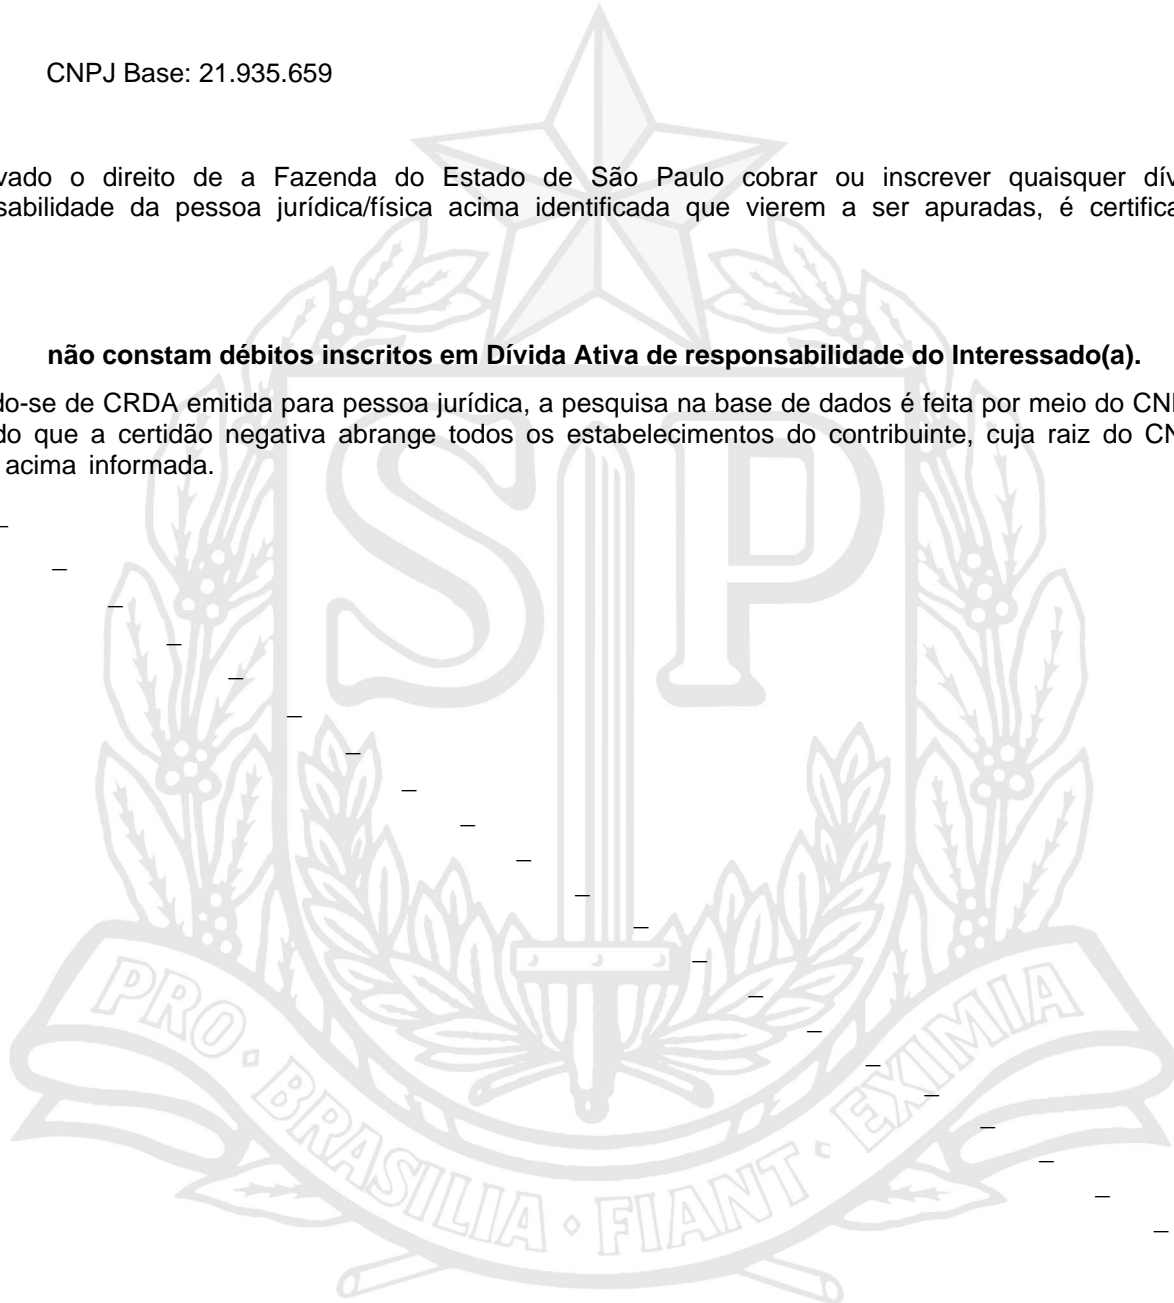 CNPJ Base: 21.935.659
vado o direito de a Fazenda do Estado de São Paulo cobrar ou inscrever quaisquer dív
sabilidade da pessoa jurídica/física acima identificada que vierem a ser apuradas, é certifica
não constam débitos inscritos em Dívida Ativa de responsabilidade do Interessado(a).
do-se de CRDA emitida para pessoa jurídica, a pesquisa na base de dados é feita por meio do CN
do que a certidão negativa abrange todos os estabelecimentos do contribuinte, cuja raiz do CN
acima informada.
SP
PRO • BRASILIA • FIANT • EXIMIA